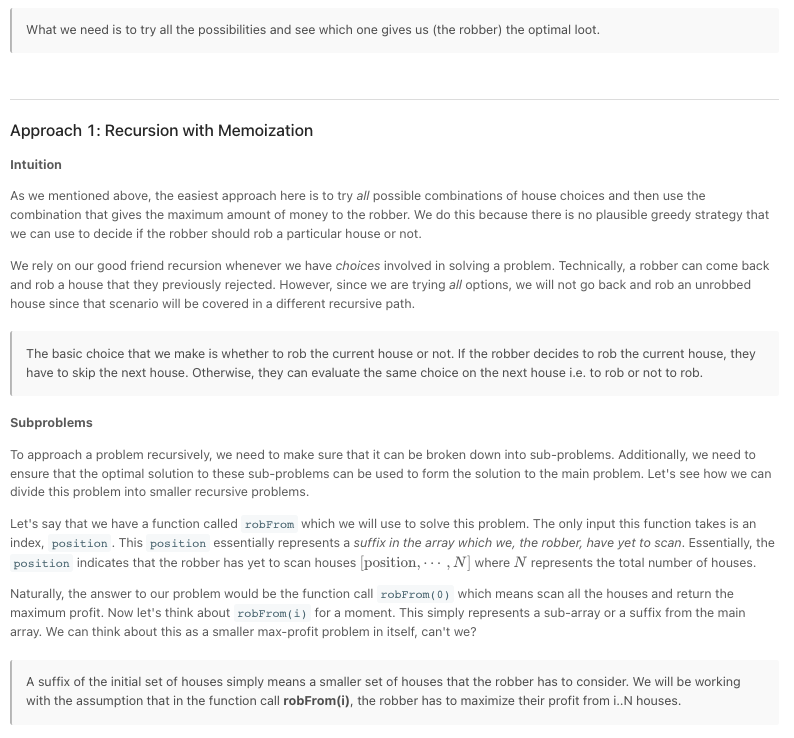 What we need is to try all the possibilities and see which one gives us (the robber) the optimal loot.
Approach 1: Recursion with Memoization
Intuition
As we mentioned above, the easiest approach here is to try all possible combinations of house choices and then use the
combination that gives the maximum amount of money to the robber. We do this because there is no plausible greedy strategy that
we can use to decide if the robber should rob a particular house or not.
We rely on our good friend recursion whenever we have choices involved in solving a problem. Technically, a robber can come back
and rob a house that they previously rejected. However, since we are trying all options, we will not go back and rob an unrobbed
house since that scenario will be covered in a different recursive path.
The basic choice that we make is whether to rob the current house or not. If the robber decides to rob the current house, they
have to skip the next house. Otherwise, they can evaluate the same choice on the next house i.e. to rob or not to rob.
Subproblems
To approach a problem recursively, we need to make sure that it can be broken down into sub-problems. Additionally, we need to
ensure that the optimal solution to these sub-problems can be used to form the solution to the main problem. Let's see how we can
divide this problem into smaller recursive problems.
Let's say that we have a function called robFrom which we will use to solve this problem. The only input this function takes is an
index, position. This position essentially represents a suffix in the array which we, the robber, have yet to scan. Essentially, the
position indicates that the robber has yet to scan houses [position, ⋯ , N] where N represents the total number of houses.
Naturally, the answer to our problem would be the function call robFrom(0) which means scan all the houses and return the
maximum profit. Now let's think about robFrom(i) for a moment. This simply represents a sub-array or a suffix from the main
array. We can think about this as a smaller max-profit problem in itself, can't we?
A suffix of the initial set of houses simply means a smaller set of houses that the robber has to consider. We will be working
with the assumption that in the function call robFrom(i), the robber has to maximize their profit from i..N houses.